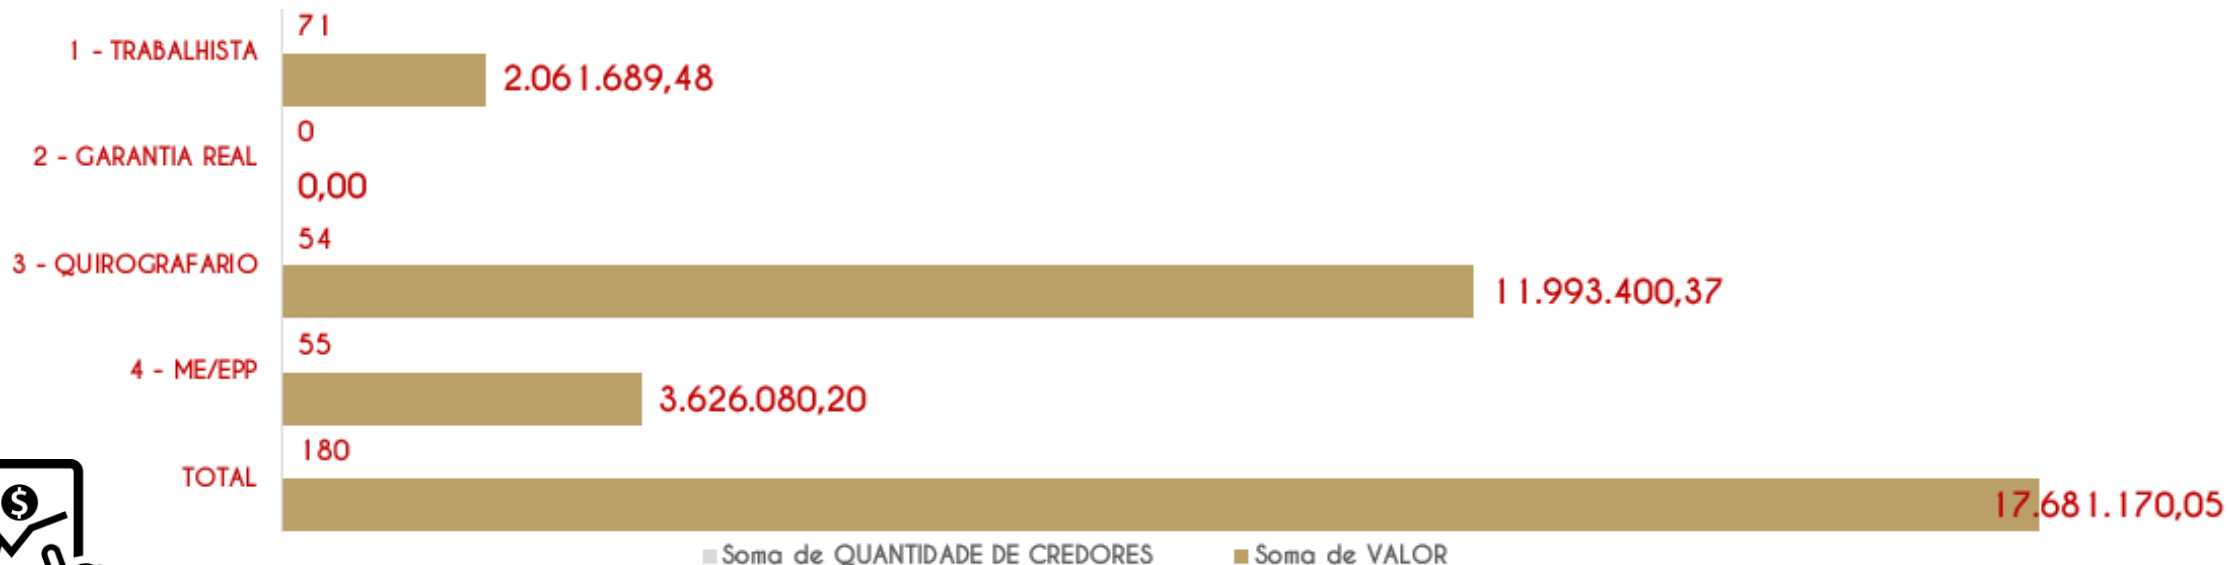 71
1 - TRABALHISTA
2.061.689,48
0
2 - GARANTIA REAL
0,00
54
3 - QUIROGRAFARIO
11.993.400,37
55
4 - ME/EPP
3.626.080,20
180
TOTAL
17.681.170,05
$
Soma de QUANTIDADE DE CREDORES
Soma de VALOR